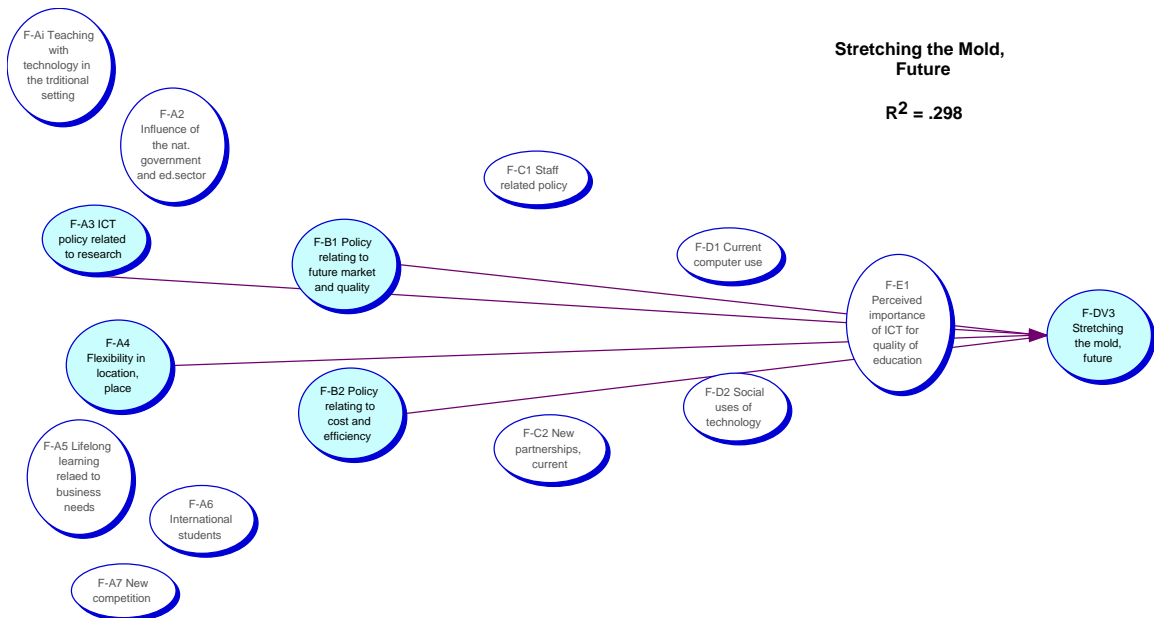 F-Ai Teaching
with
technology in
the trditional
setting
F-A2
Influence of
the nat.
government
and ed.sector
F-A3 ICT
policy related
to research
F-A4
Flexibility in
location,
place
F-A5 Lifelong
learning
relaed to
business
needs
F-A6
International
students
F-A7 New
competition
F-B1 Policy
relating to
future market
and quality
F-B2 Policy
relating to
cost and
efficiency
F-C1 Staff
related policy
F-C2 New
partnerships,
current
F-D1 Current
computer use
F-D2 Social
uses of
technology
F-E1
Perceived
importance
of ICT for
quality of
education
Stretching the Mold,
Future
R2 = .298
F-DV3
Stretching
the mold,
future